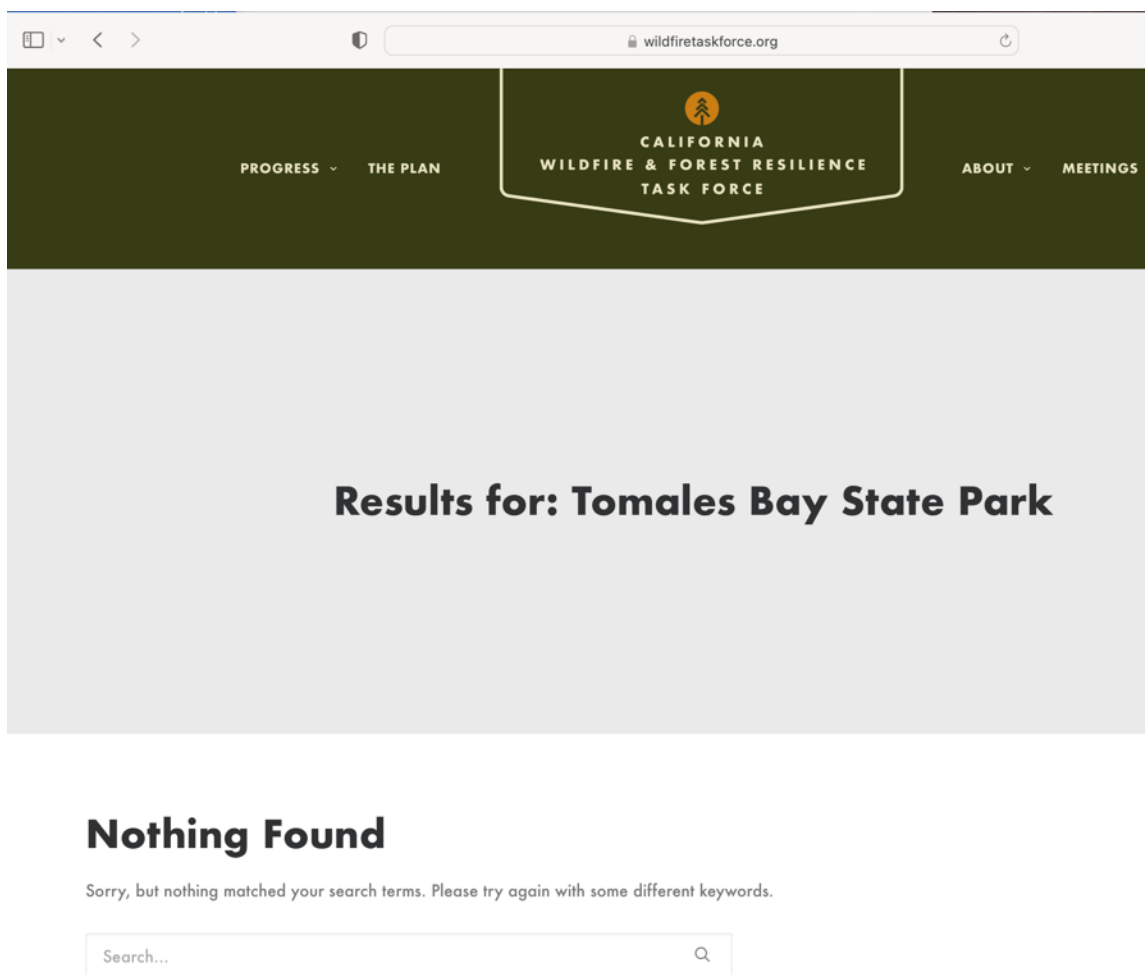 wildfiretaskforce.org
PROGRESS
THE PLAN
CALIFORNIA
WILDFIRE & FOREST RESILIENCE
TASK FORCE
ABOUT
MEETINGS
Results for: Tomales Bay State Park
Nothing Found
Sorry, but nothing matched your search terms. Please try again with some different keywords.
Search...